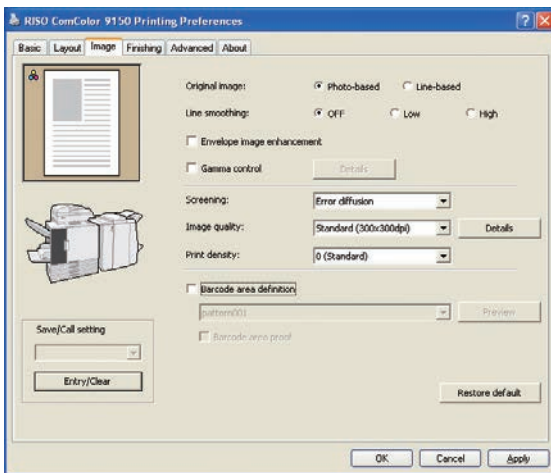 RISO ComColor 9150 Printing Preferences
Basic Layout Image Finishing Advanced About
Original image: Photo-based Line-based
Line smoothing: OFF Low High
Envelope image enhancement
Gamma control Details
Screening: Error diffusion
Image quality: Standard (300x300dpi) Details
Print density: 0 (Standard)
Barcode area definition
pattern001 Preview
Barcode area proof
Save/Call setting
Entry/Clear
Restore default
OK Cancel Apply